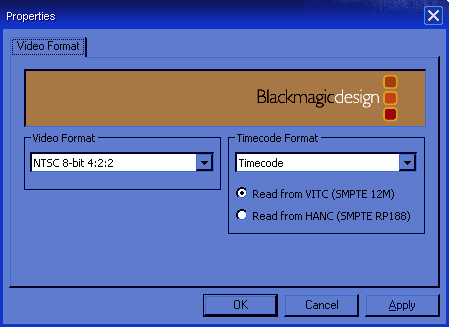 Properties
Video Format
Blackmagicdesign
Video Format
NTSC 8-bit 4:2:2
Timecode Format
Timecode
Read from VITC (SMPTE 12M)
Read from HANC (SMPTE RP188)
OK
Cancel
Apply